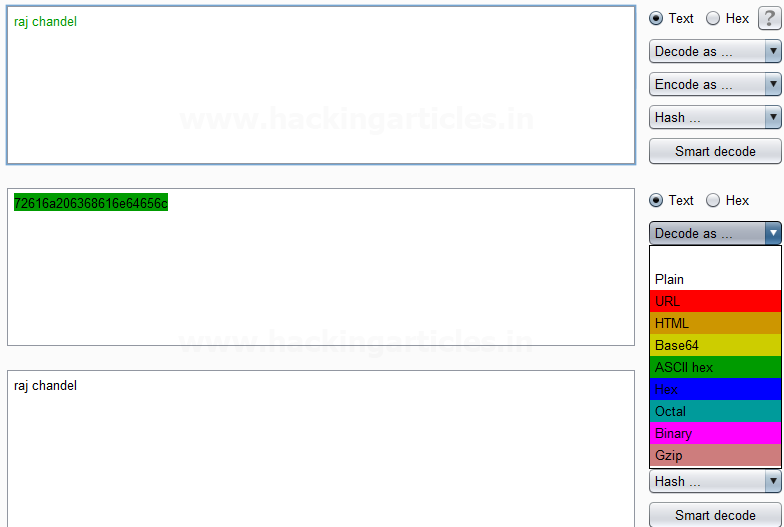 raj chandel
Text Hex ?
Decode as ...
Encode as ...
Hash ...
Smart decode
www.hackingarticles.in
72616a206368616e64656c
Text Hex
Decode as ...
Plain
URL
HTML
Base64
ASCII hex
Hex
Octal
Binary
Gzip
www.hackingarticles.in
raj chandel
Hash ...
Smart decode